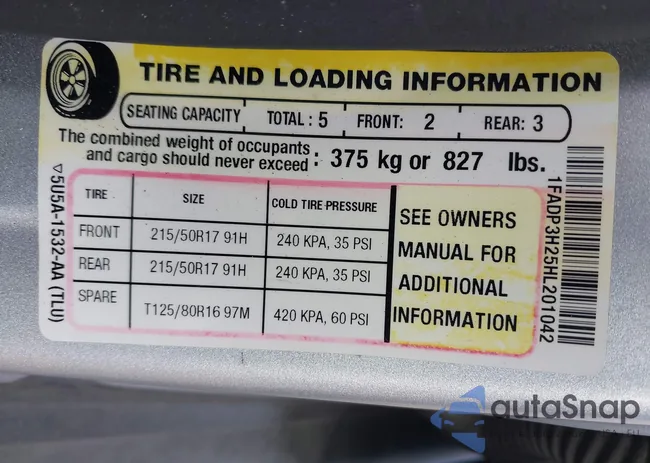 TIRE AND LOADING INFORMATION
SEATING CAPACITY TOTAL: 5 FRONT: 2 REAR: 3
The combined weight of occupants
and cargo should never exceed : 375 kg or 827 lbs.
TIRE SIZE COLD TIRE PRESSURE
FRONT 215/50R17 91H 240 KPA, 35 PSI
REAR 215/50R17 91H 240 KPA, 35 PSI
SPARE T125/80R16 97M 420 KPA, 60 PSI
SEE OWNERS
MANUAL FOR
ADDITIONAL
INFORMATION
▽5U5A-1532-AA (TLU)
1FADP3H25HL201042
autaSnap